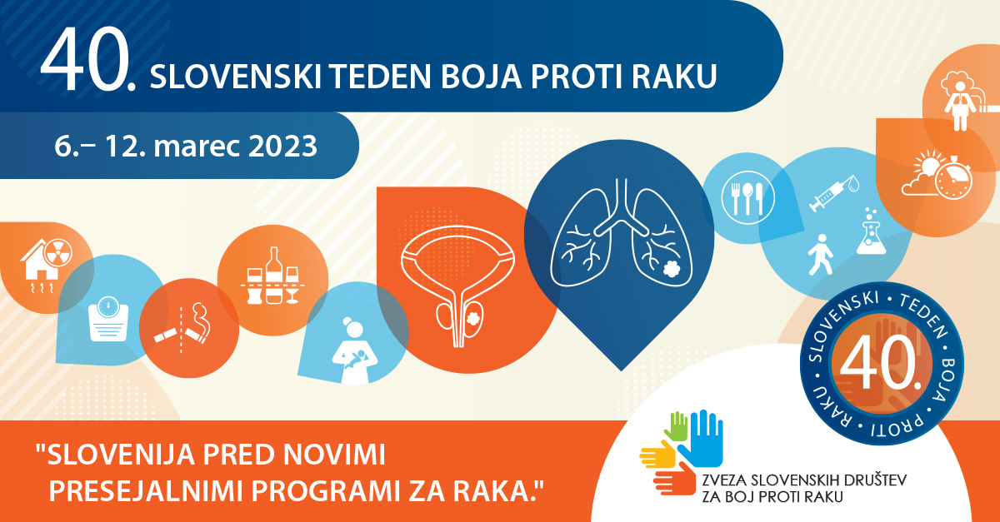 40. SLOVENSKI TEDEN BOJA PROTI RAKU
6.– 12. marec 2023
SLOVENSKI • TEDEN • BOJA • PROTI • RAKU •
40.
"SLOVENIJA PRED NOVIMI
PRESEJALNIMI PROGRAMI ZA RAKA."
ZVEZA SLOVENSKIH DRUŠTEV
ZA BOJ PROTI RAKU